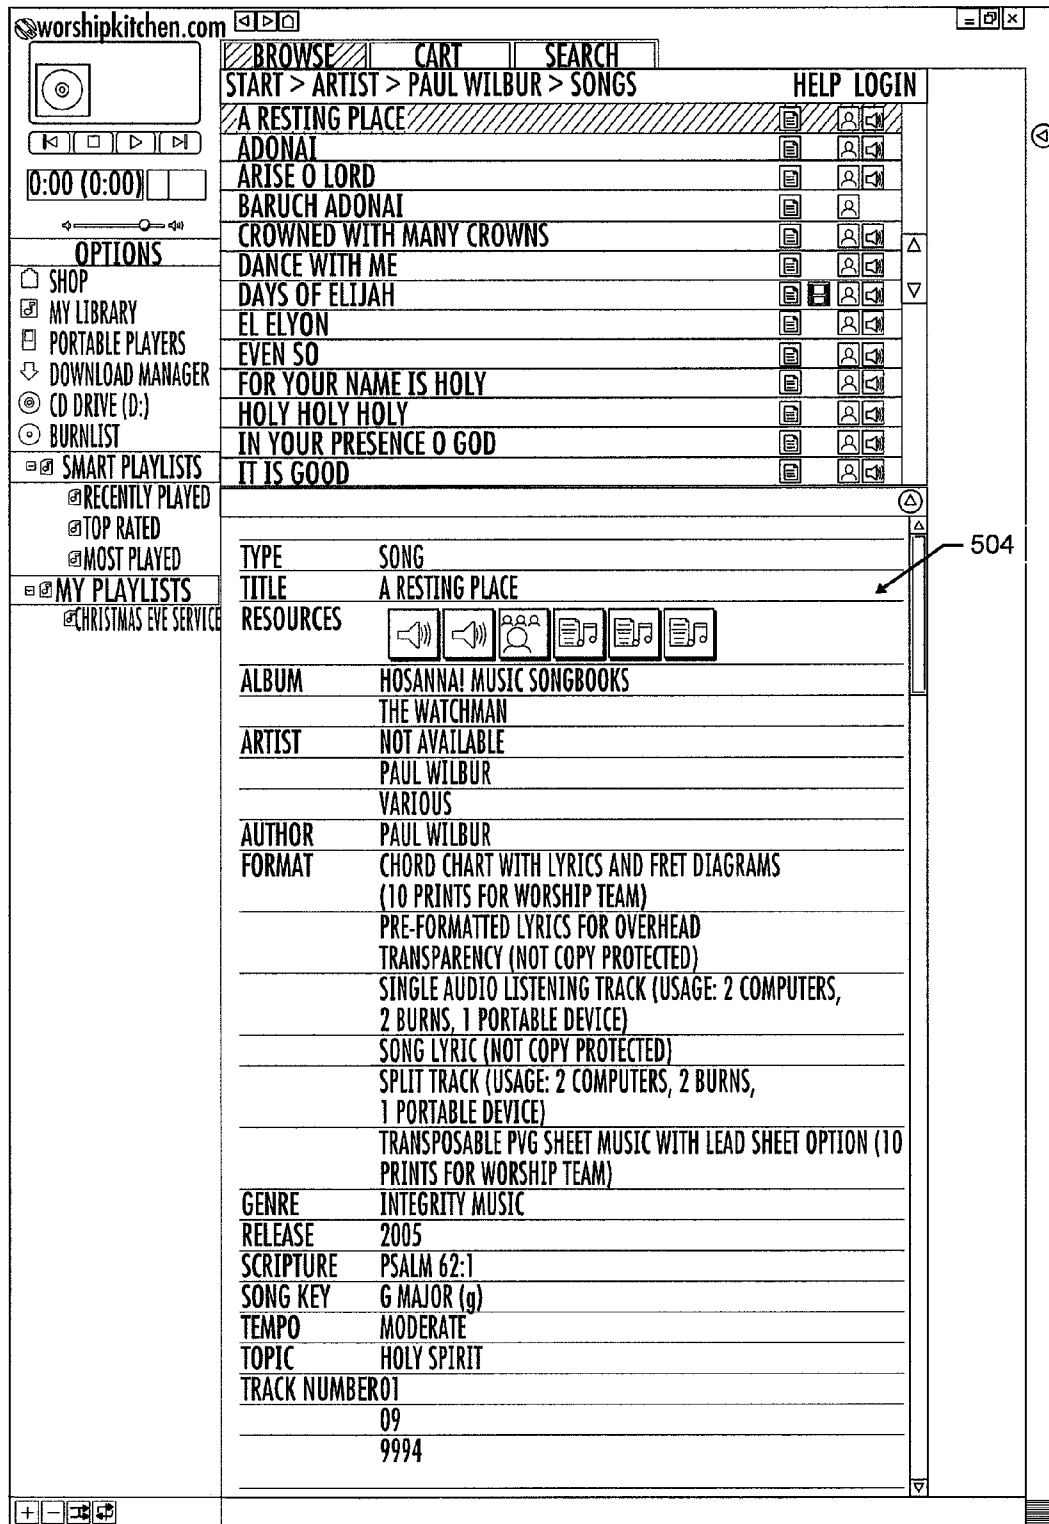 worshipkitchen.com
BROWSE CART SEARCH
START > ARTIST > PAUL WILBUR > SONGS HELP LOGIN
0:00 (0:00)
OPTIONS
SHOP
MY LIBRARY
PORTABLE PLAYERS
DOWNLOAD MANAGER
CD DRIVE (D:)
BURNLIST
SMART PLAYLISTS
RECENTLY PLAYED
TOP RATED
MOST PLAYED
MY PLAYLISTS
CHRISTMAS EVE SERVICE
A RESTING PLACE
ADONAI
ARISE O LORD
BARUCH ADONAI
CROWNED WITH MANY CROWNS
DANCE WITH ME
DAYS OF ELIJAH
EL ELYON
EVEN SO
FOR YOUR NAME IS HOLY
HOLY HOLY HOLY
IN YOUR PRESENCE O GOD
IT IS GOOD
504
TYPE SONG
TITLE A RESTING PLACE
RESOURCES
ALBUM HOSANNA! MUSIC SONGBOOKS
THE WATCHMAN
ARTIST NOT AVAILABLE
PAUL WILBUR
VARIOUS
AUTHOR PAUL WILBUR
FORMAT CHORD CHART WITH LYRICS AND FRET DIAGRAMS
(10 PRINTS FOR WORSHIP TEAM)
PRE-FORMATTED LYRICS FOR OVERHEAD
TRANSPARENCY (NOT COPY PROTECTED)
SINGLE AUDIO LISTENING TRACK (USAGE: 2 COMPUTERS,
2 BURNS, 1 PORTABLE DEVICE)
SONG LYRIC (NOT COPY PROTECTED)
SPLIT TRACK (USAGE: 2 COMPUTERS, 2 BURNS,
1 PORTABLE DEVICE)
TRANSPOSABLE PVG SHEET MUSIC WITH LEAD SHEET OPTION (10
PRINTS FOR WORSHIP TEAM)
GENRE INTEGRITY MUSIC
RELEASE 2005
SCRIPTURE PSALM 62:1
SONG KEY G MAJOR (g)
TEMPO MODERATE
TOPIC HOLY SPIRIT
TRACK NUMBER01
09
9994